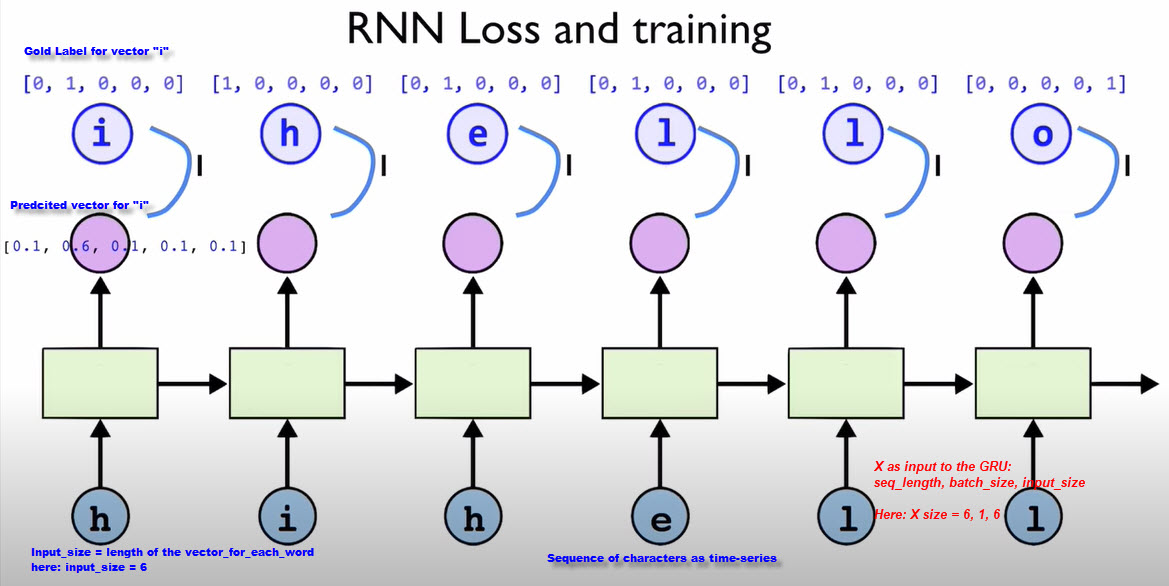 RNN Loss and training
Gold Label for vector "i"
[0, 1, 0, 0, 0] [1, 0, 0, 0, 0] [0, 1, 0, 0, 0] [0, 1, 0, 0, 0] [0, 1, 0, 0, 0] [0, 0, 0, 0, 1]
i h e l l o
l l l l l l
Predcited vector for "i"
[0.1, 0.6, 0.1, 0.1, 0.1]
X as input to the GRU:
seq_length, batch_size, input_size
Here: X size = 6, 1, 6
h i h e l l
Input_size = length of the vector_for_each_word
here: input_size = 6
Sequence of characters as time-series